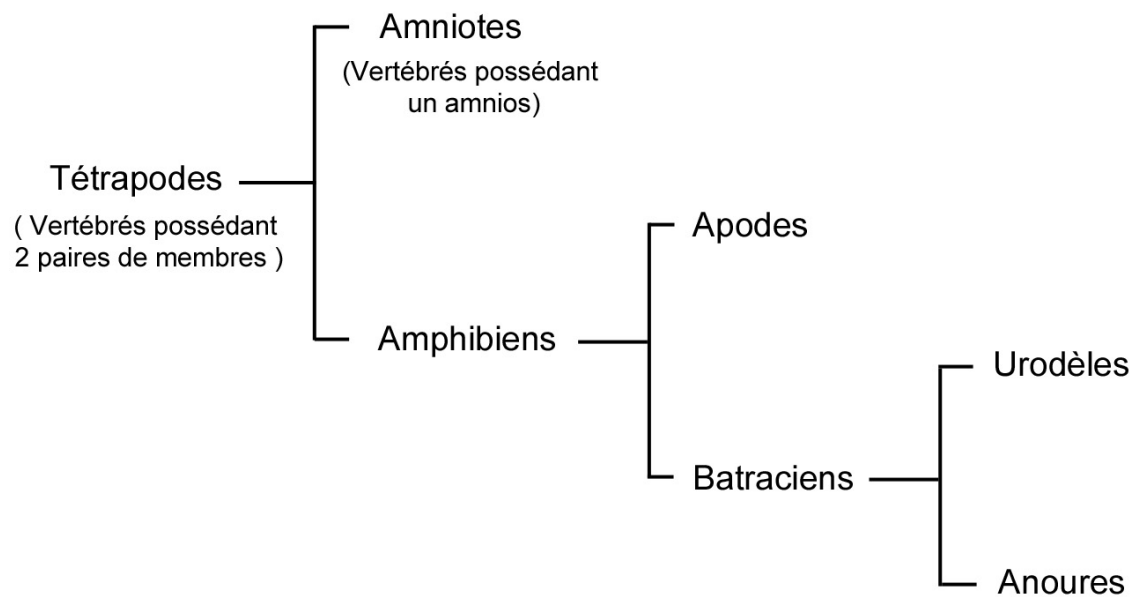 Amniotes
(Vertébrés possédant
un amnios)
Tétrapodes
( Vertébrés possédant
2 paires de membres )
Apodes
Amphibiens
Urodèles
Batraciens
Anoures